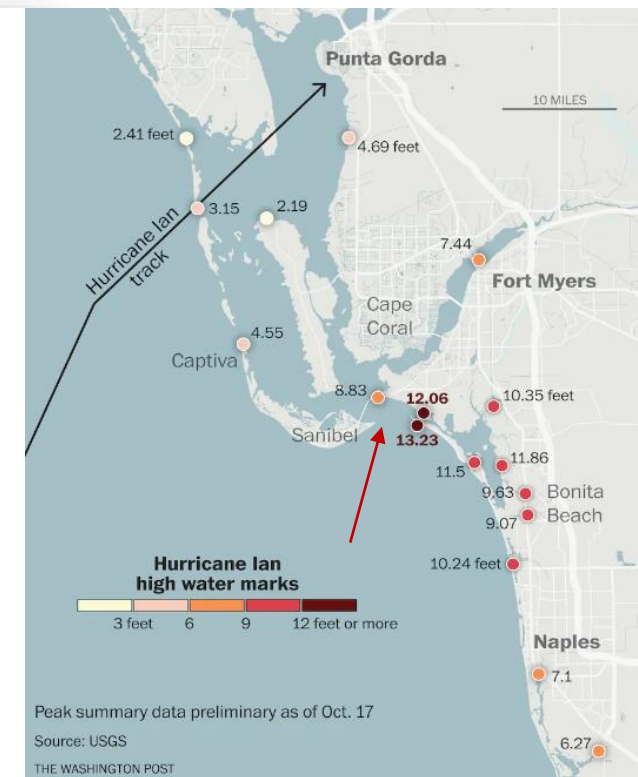 Punta Gorda
10 MILES
2.41 feet
4.69 feet
3.15
2.19
Hurricane Ian
track
7.44
Fort Myers
Cape
Coral
4.55
Captiva
8.83
12.06
10.35 feet
Sanibel
13.23
11.5
11.86
9.63
Bonita
Beach
9.07
10.24 feet
Hurricane Ian
high water marks
3 feet 6 9 12 feet or more
Naples
7.1
Peak summary data preliminary as of Oct. 17
Source: USGS
6.27
THE WASHINGTON POST